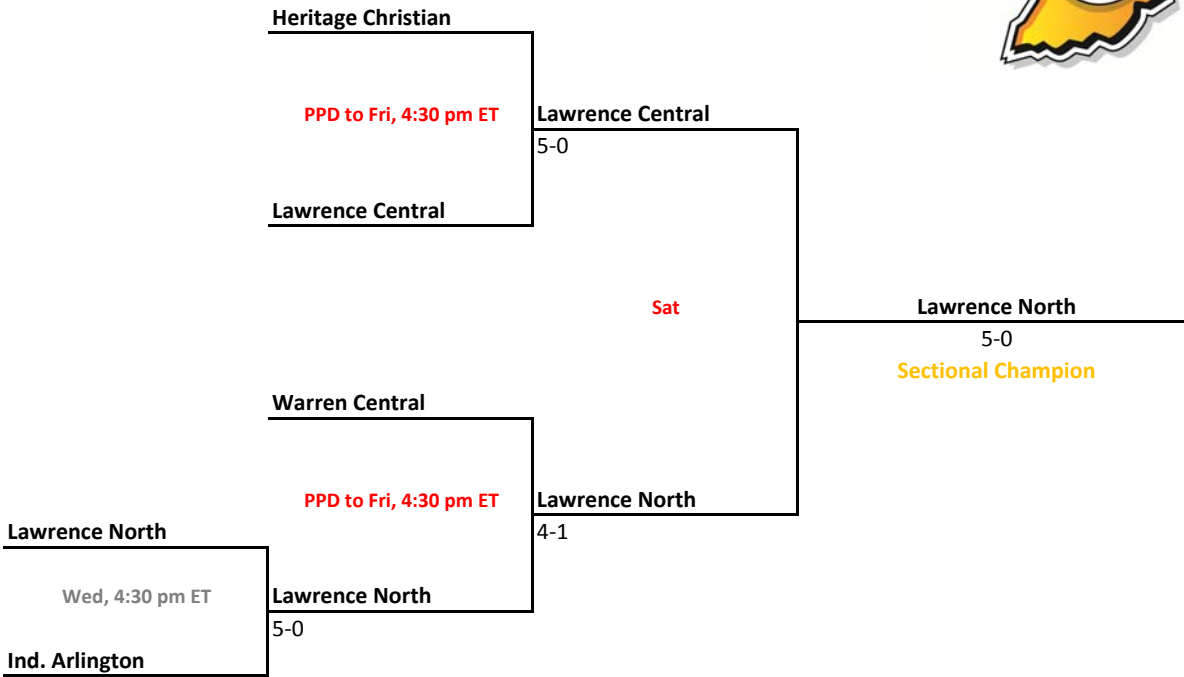 Heritage Christian
PPD to Fri, 4:30 pm ET
Lawrence Central
5-0
Lawrence Central
Sat
Lawrence North
5-0
Sectional Champion
Warren Central
PPD to Fri, 4:30 pm ET
Lawrence North
4-1
Lawrence North
Wed, 4:30 pm ET
Lawrence North
5-0
Ind. Arlington